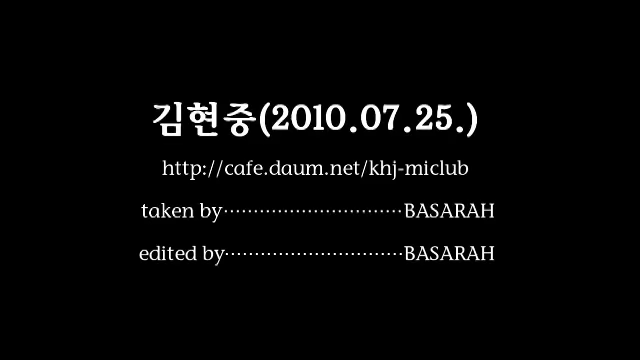 김현중(2010.07.25.)
http://cafe.daum.net/khj-miclub
taken by······························BASARAH
edited by······························BASARAH